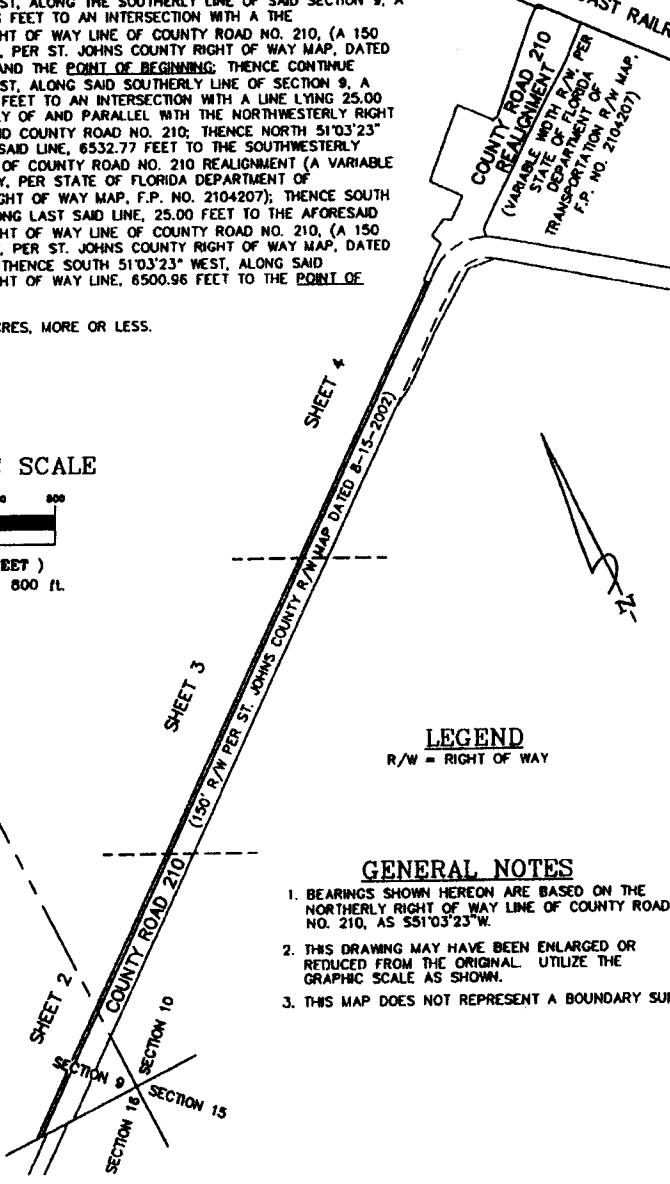 ST, ALONG THE SOUTHERLY LINE OF SAID SECTION 9, A
FEET TO AN INTERSECTION WITH A THE
HT OF WAY LINE OF COUNTY ROAD NO. 210, (A 150
, PER ST. JOHNS COUNTY RIGHT OF WAY MAP, DATED
AND THE POINT OF BEGINNING; THENCE CONTINUE
ST, ALONG SAID SOUTHERLY LINE OF SECTION 9, A
FEET TO AN INTERSECTION WITH A LINE LYING 25.00
Y OF AND PARALLEL WITH THE NORTHWESTERLY RIGHT
D COUNTY ROAD NO. 210; THENCE NORTH 51°03'23"
SAID LINE, 6532.77 FEET TO THE SOUTHWESTERLY
OF COUNTY ROAD NO. 210 REALIGNMENT (A VARIABLE
Y, PER STATE OF FLORIDA DEPARTMENT OF
GHT OF WAY MAP, F.P. NO. 2104207); THENCE SOUTH
NG LAST SAID LINE, 25.00 FEET TO THE AFORESAID
HT OF WAY LINE OF COUNTY ROAD NO. 210, (A 150
, PER ST. JOHNS COUNTY RIGHT OF WAY MAP, DATED
THENCE SOUTH 51°03'23" WEST, ALONG SAID
HT OF WAY LINE, 6500.96 FEET TO THE POINT OF
CRES, MORE OR LESS.
AST RAILR
COUNTY ROAD 210
REALIGNMENT
(VARIABLE WIDTH R/W, PER
STATE OF FLORIDA
DEPARTMENT OF
TRANSPORTATION R/W MAP,
F.P. NO. 2104207)
SHEET 4
SCALE
800
EET )
800 ft.
N
SHEET 3
(150' R/W PER ST. JOHNS COUNTY R/W MAP DATED 8-15-2002)
LEGEND
R/W = RIGHT OF WAY
COUNTY ROAD 210
GENERAL NOTES
1. BEARINGS SHOWN HEREON ARE BASED ON THE
NORTHERLY RIGHT OF WAY LINE OF COUNTY ROAD
NO. 210, AS S51°03'23"W.
2. THIS DRAWING MAY HAVE BEEN ENLARGED OR
REDUCED FROM THE ORIGINAL. UTILIZE THE
GRAPHIC SCALE AS SHOWN.
3. THIS MAP DOES NOT REPRESENT A BOUNDARY SU
SHEET 2
SECTION 10
SECTION 9
SECTION 15
SECTION 16